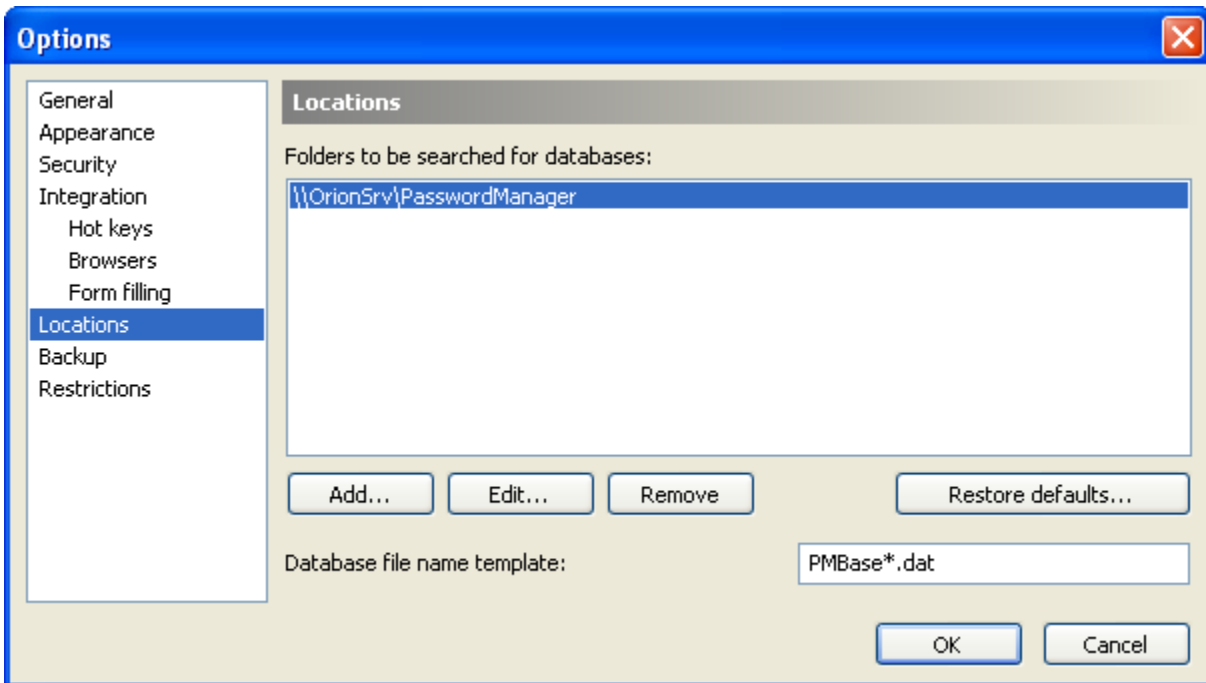 Options
General
Appearance
Security
Integration
Hot keys
Browsers
Form filling
Locations
Backup
Restrictions
Locations
Folders to be searched for databases:
\\OrionSrv\PasswordManager
Add...
Edit...
Remove
Restore defaults...
Database file name template:
PMBase*.dat
OK
Cancel